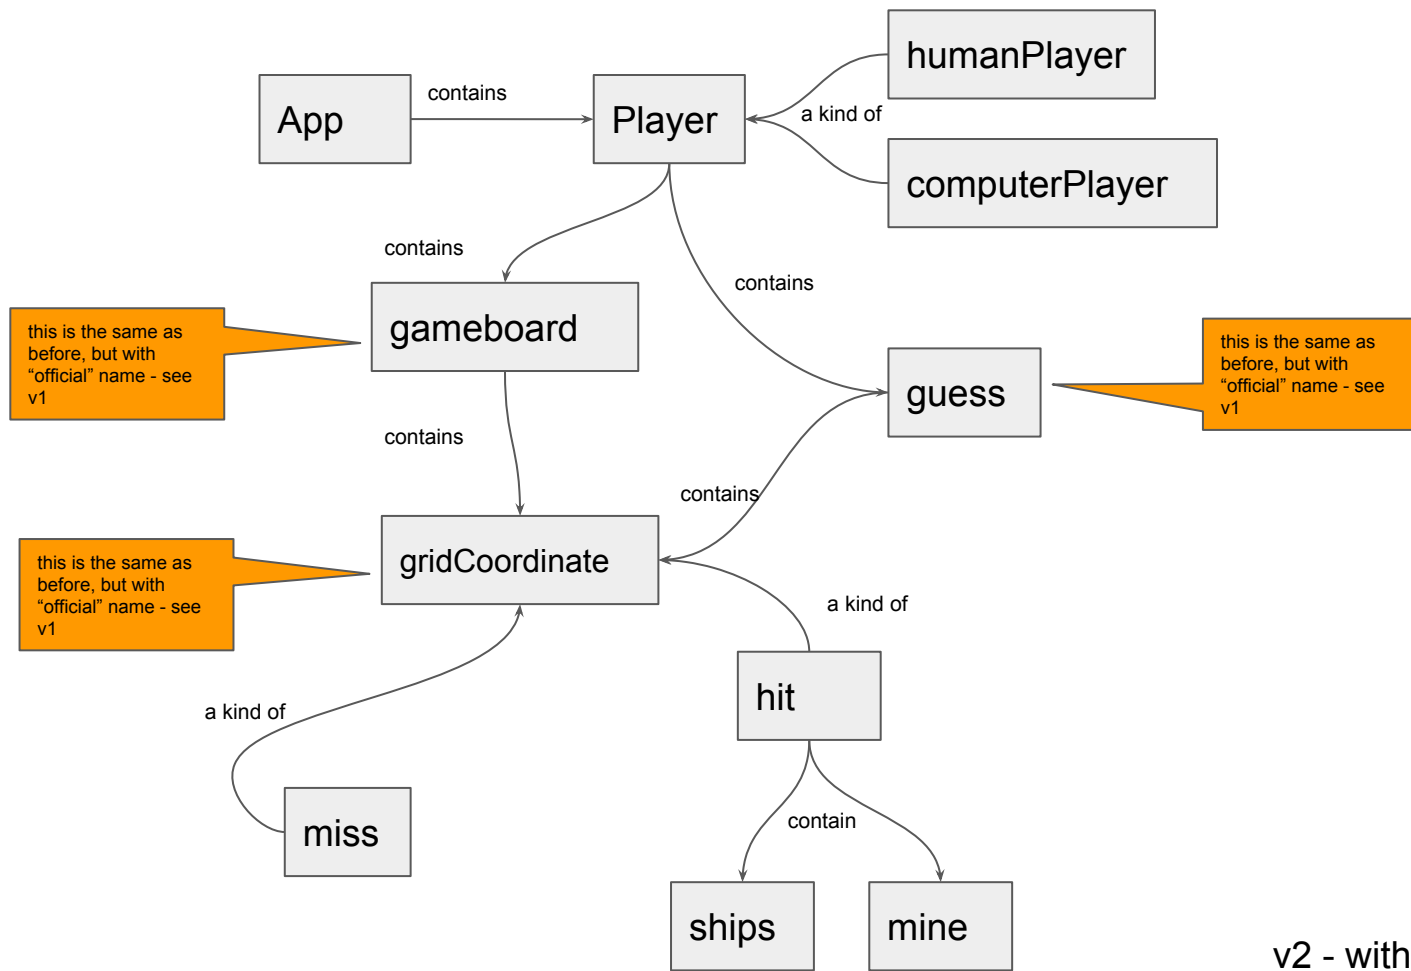 humanPlayer
contains
App
Player
a kind of
computerPlayer
contains
contains
gameboard
this is the same as
before, but with
“official” name - see
v1
this is the same as
before, but with
“official” name - see
v1
guess
contains
contains
gridCoordinate
this is the same as
before, but with
“official” name - see
v1
a kind of
hit
a kind of
miss
contain
ships
mine
v2 - with